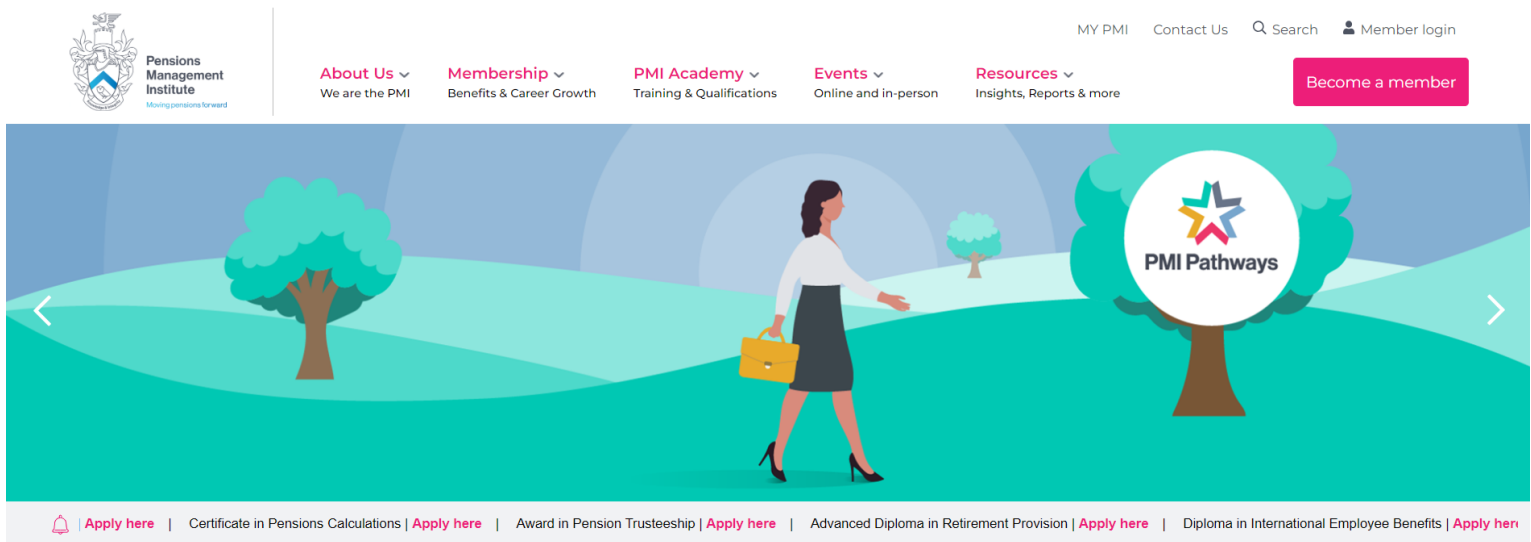 MY PMI Contact Us Search Member login
Pensions
Management
Institute
Moving pensions forward
About Us
We are the PMI
Membership
Benefits & Career Growth
PMI Academy
Training & Qualifications
Events
Online and in-person
Resources
Insights, Reports & more
Become a member
PMI Pathways
| Apply here | Certificate in Pensions Calculations | Apply here | Award in Pension Trusteeship | Apply here | Advanced Diploma in Retirement Provision | Apply here | Diploma in International Employee Benefits | Apply her